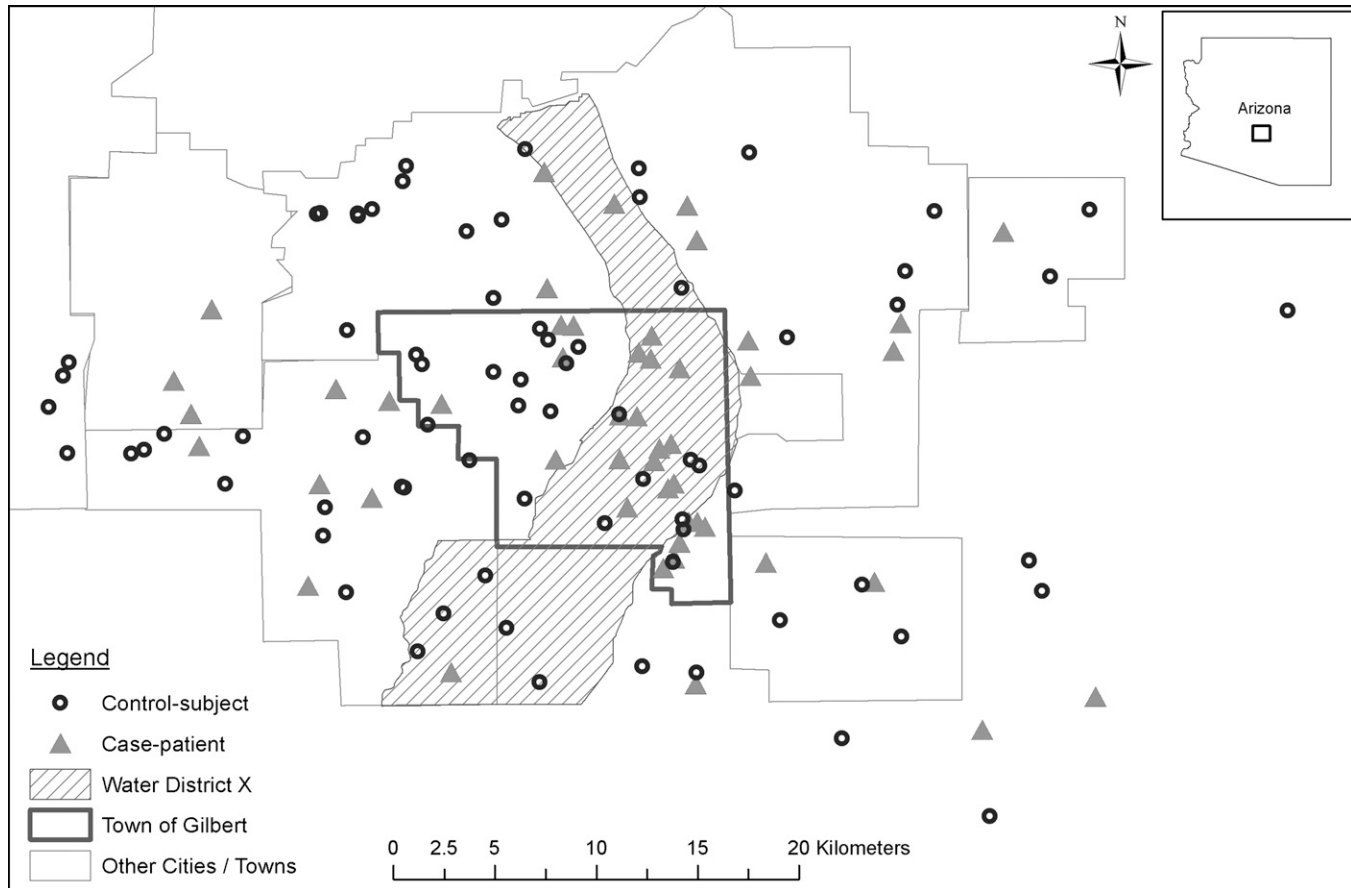 N
Arizona
Legend
Control-subject
Case-patient
Water District X
Town of Gilbert
Other Cities / Towns
0 2.5 5 10 15 20 Kilometers